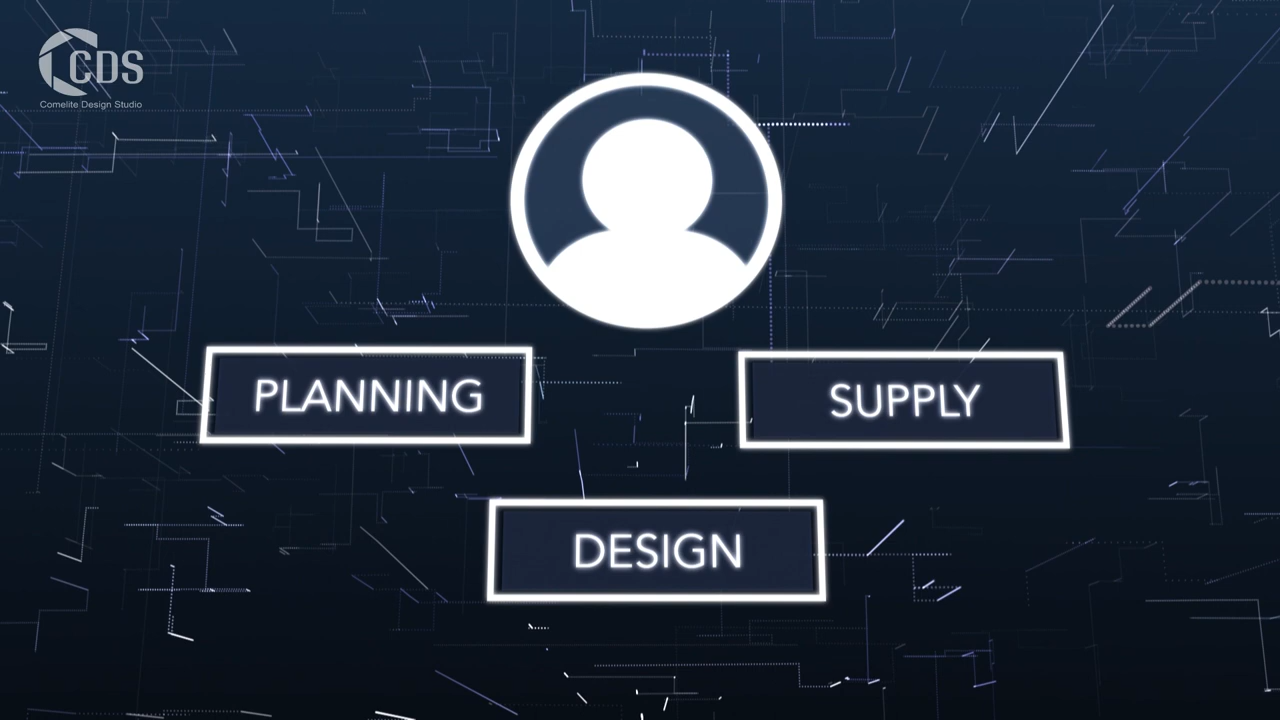 CDS
Comelite Design Studio
PLANNING
SUPPLY
DESIGN